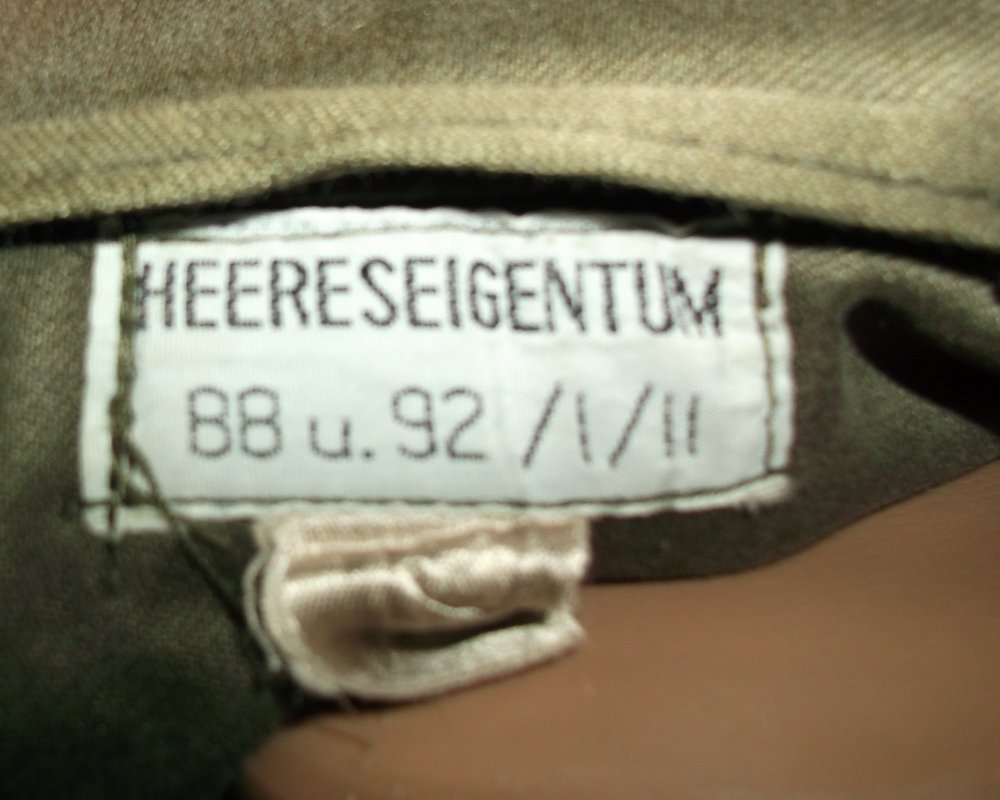 HEERESEIGENTUM
88 u. 92 /I/II